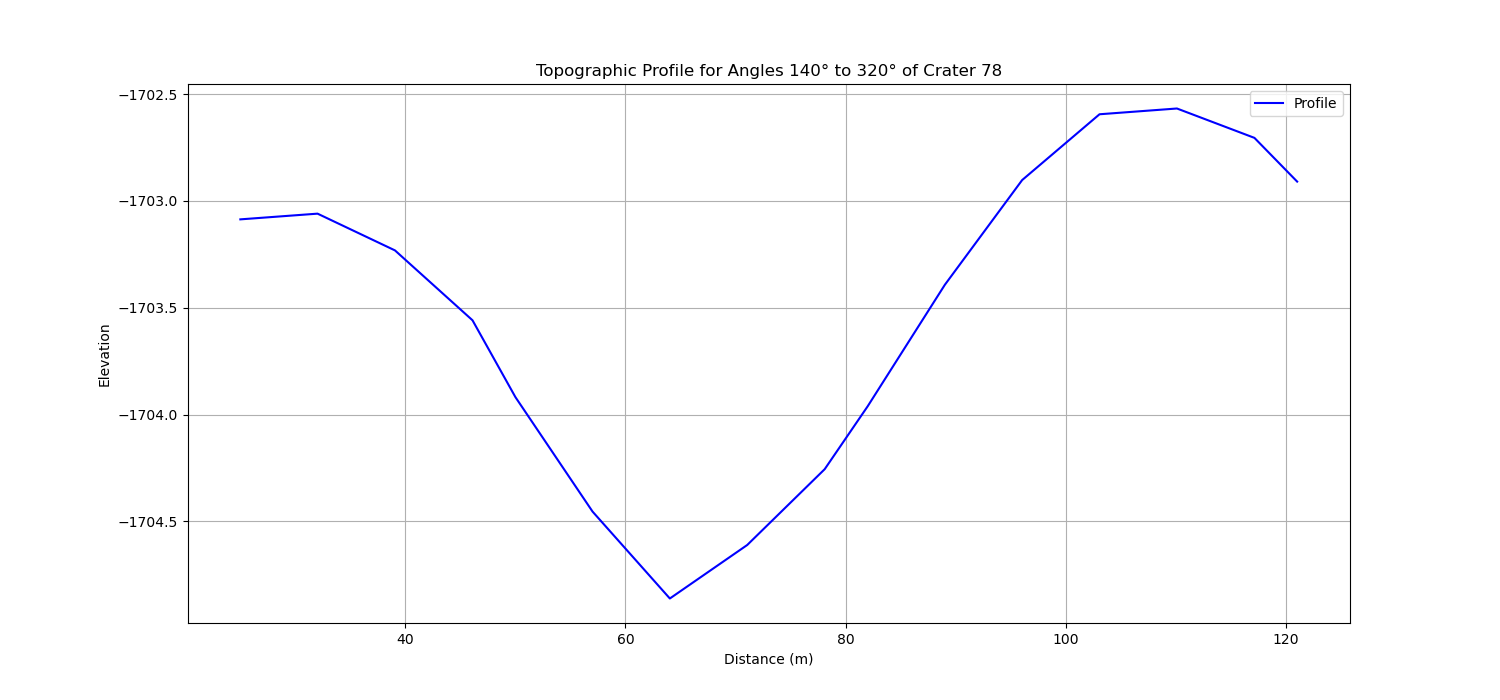 Topographic Profile for Angles 140° to 320° of Crater 78
Profile
−1702.5
−1703.0
−1703.5
−1704.0
−1704.5
Elevation
40 60 80 100 120
Distance (m)